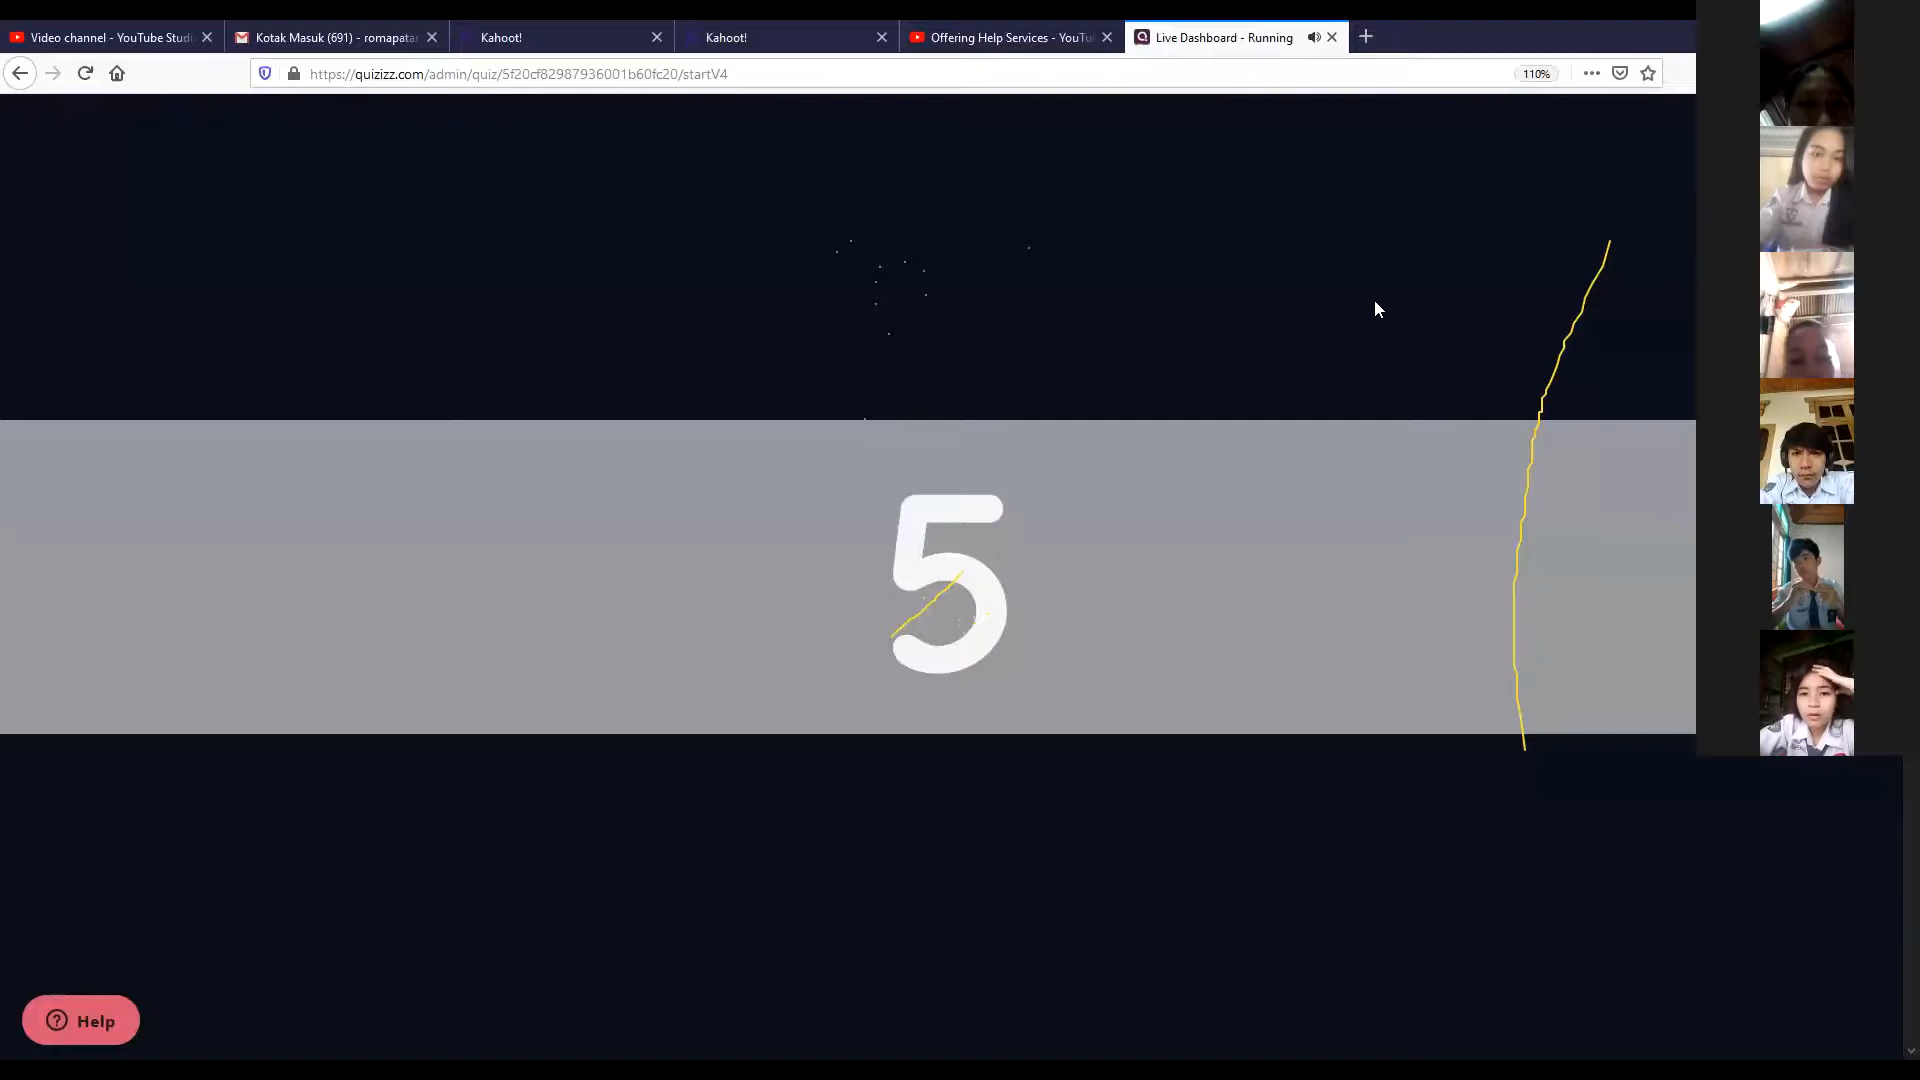 Video channel - YouTube Studi
Kotak Masuk (691) - romapatar
Kahoot!
Kahoot!
Offering Help Services - YouTu
Live Dashboard - Running
https://quizizz.com/admin/quiz/5f20cf82987936001b60fc20/startV4
110%
5
Help